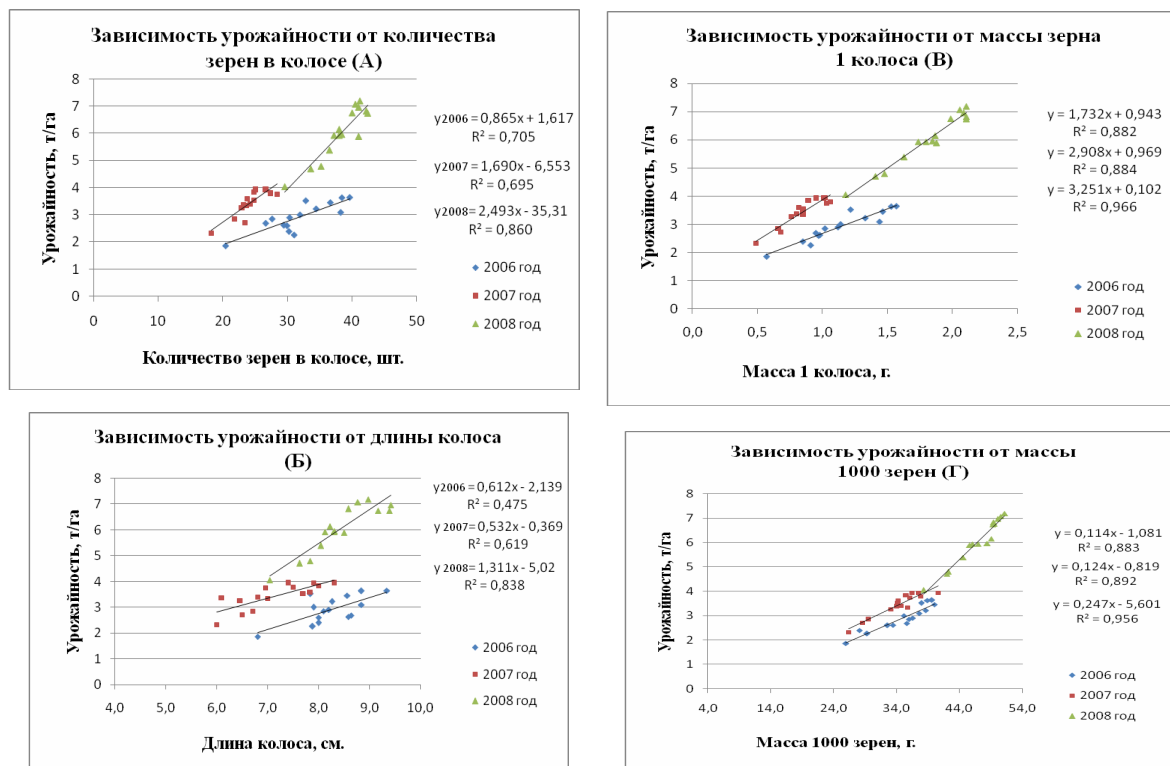 Зависимость урожайности от количества
зерен в колосе (А)
Урожайность, т/га
8
7
6
5
4
3
2
1
0
0
10
20
30
40
50
Количество зерен в колосе, шт.
y2006 = 0,865x + 1,617
R² = 0,705
y2007 = 1,690x - 6,553
R² = 0,695
y2008 = 2,493x - 35,31
R² = 0,860
2006 год
2007 год
2008 год
Зависимость урожайности от массы зерна
1 колоса (В)
Урожайность, т/га
8
7
6
5
4
3
2
1
0
0,0
0,5
1,0
1,5
2,0
2,5
Масса 1 колоса, г.
y = 1,732x + 0,943
R² = 0,882
y = 2,908x + 0,969
R² = 0,884
y = 3,251x + 0,102
R² = 0,966
2006 год
2007 год
2008 год
Зависимость урожайности от длины колоса
(Б)
Урожайность, т/га
8
7
6
5
4
3
2
1
0
4,0
5,0
6,0
7,0
8,0
9,0
10,0
Длина колоса, см.
y2006 = 0,612x - 2,139
R² = 0,475
y2007 = 0,532x - 0,369
R² = 0,619
y2008 = 1,311x - 5,02
R² = 0,838
2006 год
2007 год
2008 год
Зависимость урожайности от массы
1000 зерен (Г)
Урожайность, т/га
8
7
6
5
4
3
2
1
0
4,0
14,0
24,0
34,0
44,0
54,0
Масса 1000 зерен, г.
y = 0,114x - 1,081
R² = 0,883
y = 0,124x - 0,819
R² = 0,892
y = 0,247x - 5,601
R² = 0,956
2006 год
2007 год
2008 год